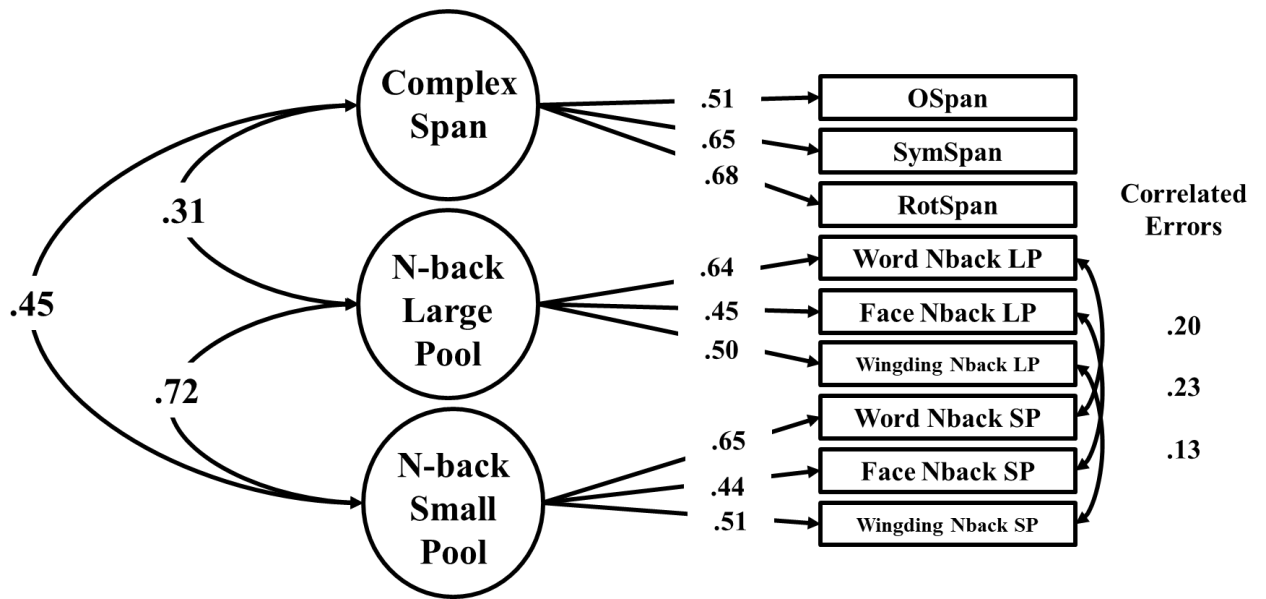 Complex
Span
.51
OSpan
.65
SymSpan
.68
RotSpan
Correlated
Errors
.31
.45
.72
N-back
Large
Pool
.64
Word Nback LP
.45
Face Nback LP
.50
Wingding Nback LP
.20
.23
.13
N-back
Small
Pool
.65
Word Nback SP
.44
Face Nback SP
.51
Wingding Nback SP